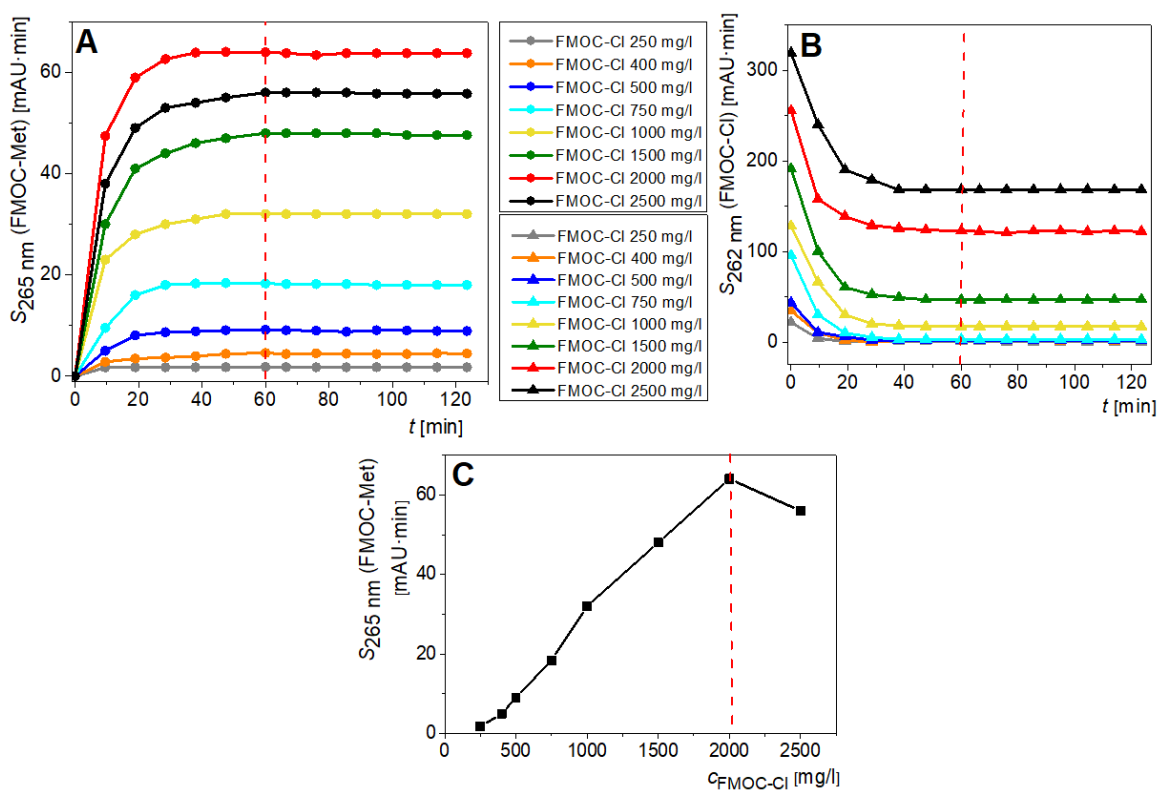 A
S265 nm (FMOC-Met) [mAU·min]
60
40
20
0
0 20 40 60 80 100 120
t [min]
FMOC-Cl 250 mg/l
FMOC-Cl 400 mg/l
FMOC-Cl 500 mg/l
FMOC-Cl 750 mg/l
FMOC-Cl 1000 mg/l
FMOC-Cl 1500 mg/l
FMOC-Cl 2000 mg/l
FMOC-Cl 2500 mg/l
FMOC-Cl 250 mg/l
FMOC-Cl 400 mg/l
FMOC-Cl 500 mg/l
FMOC-Cl 750 mg/l
FMOC-Cl 1000 mg/l
FMOC-Cl 1500 mg/l
FMOC-Cl 2000 mg/l
FMOC-Cl 2500 mg/l
B
S262 nm (FMOC-Cl) [mAU·min]
300
200
100
0
0 20 40 60 80 100 120
t [min]
C
S265 nm (FMOC-Met)
[mAU·min]
60
40
20
0
0 500 1000 1500 2000 2500
cFMOC-Cl [mg/l]